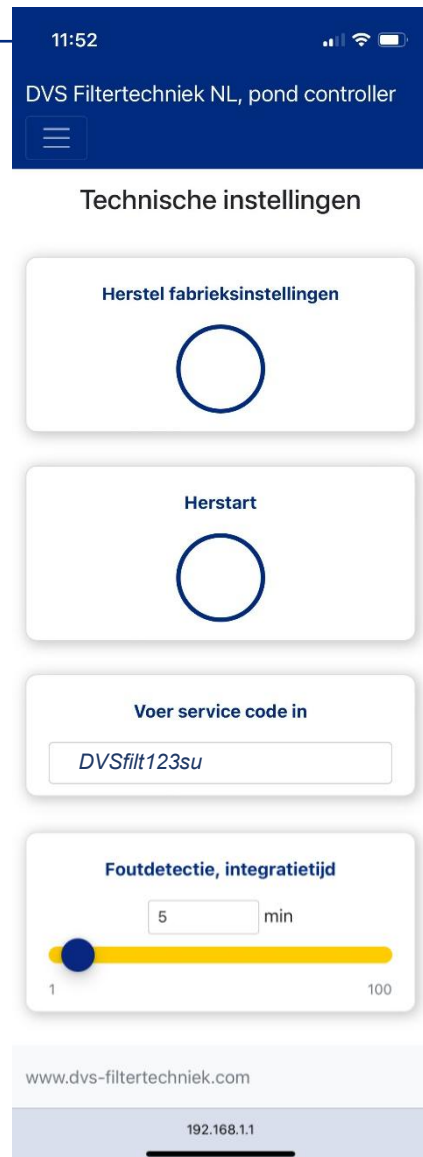 11:52
DVS Filtertechniek NL, pond controller
Technische instellingen
Herstel fabrieksinstellingen
Herstart
Voer service code in
DVSfilt123su
Foutdetectie, integratietijd
5 min
1 100
www.dvs-filtertechniek.com
192.168.1.1